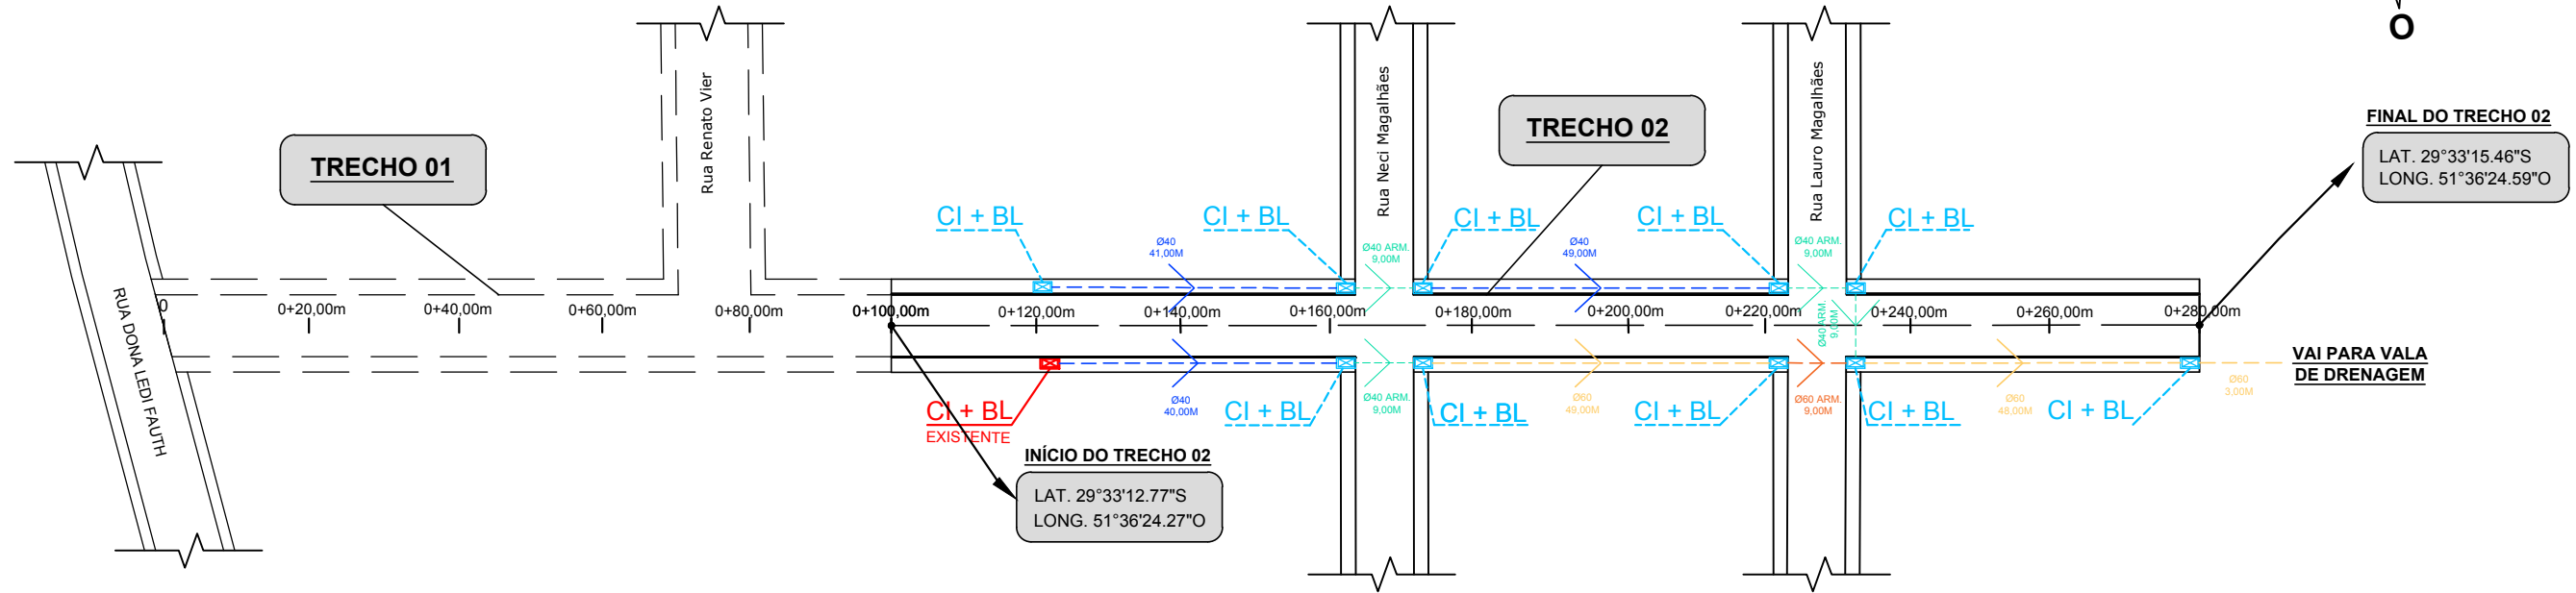 O
Rua Renato Vier
Rua Neci Magalhães
Rua Lauro Magalhães
TRECHO 01
TRECHO 02
FINAL DO TRECHO 02
LAT. 29°33'15.46"S
LONG. 51°36'24.59"O
CI + BL
CI + BL
CI + BL
CI + BL
CI + BL
Ø40
41,00M
Ø40 ARM.
9,00M
Ø40
49,00M
Ø40 ARM.
9,00M
RUA DONA LEDI FAUTH
0
0+20,00m
0+40,00m
0+60,00m
0+80,00m
0+100,00m
0+120,00m
0+140,00m
0+160,00m
0+180,00m
0+200,00m
0+220,00m
0+240,00m
0+260,00m
0+280,00m
Ø40 ARM.
9,00M
VAI PARA VALA
DE DRENAGEM
Ø40
40,00M
Ø40 ARM.
9,00M
Ø60
49,00M
Ø60 ARM.
9,00M
Ø60
48,00M
Ø60
3,00M
CI + BL
EXISTENTE
CI + BL
CI + BL
CI + BL
CI + BL
CI + BL
INÍCIO DO TRECHO 02
LAT. 29°33'12.77"S
LONG. 51°36'24.27"O